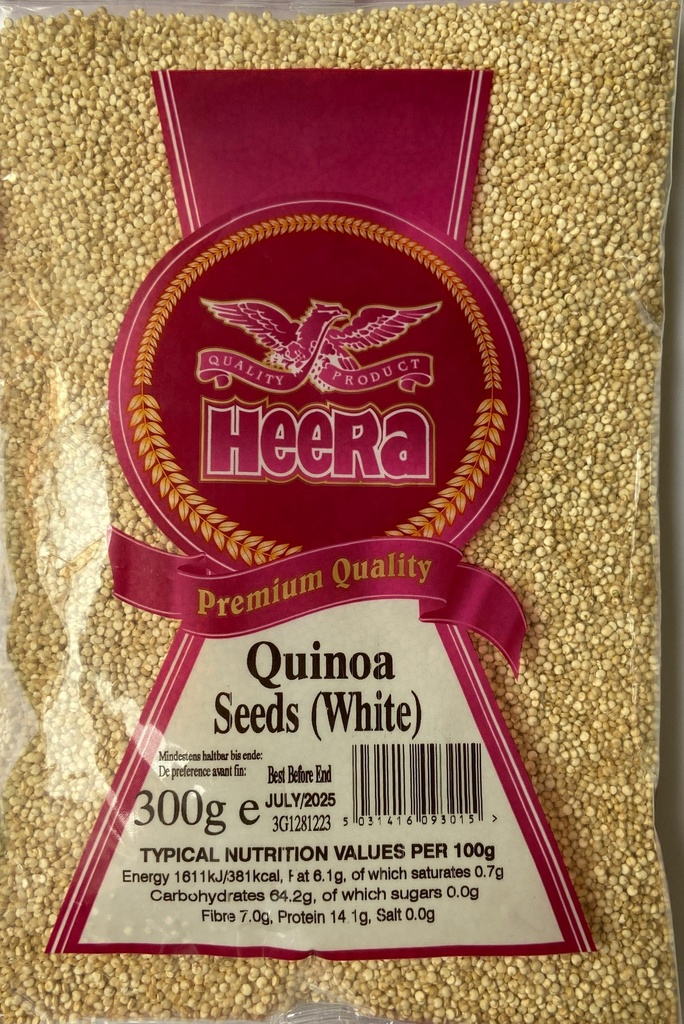 QUALITY PRODUCT
HEERA
Premium Quality
Quinoa
Seeds (White)
Mindestens haltbar bis ende:
De preference avant fin:
Best Before End
300g e
JULY/2025
3G1281223
5 031416 093015 >
TYPICAL NUTRITION VALUES PER 100g
Energy 1611kJ/381kcal, Fat 6.1g, of which saturates 0.7g
Carbohydrates 64.2g, of which sugars 0.0g
Fibre 7.0g, Protein 14.1g, Salt 0.0g